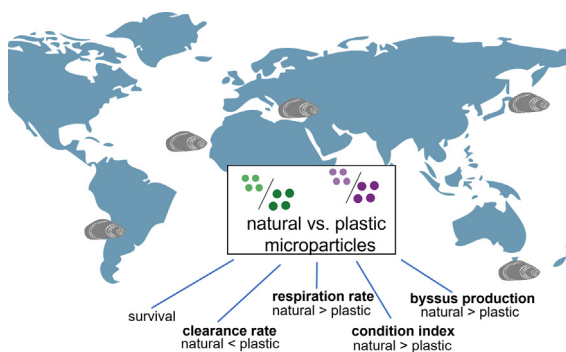 natural vs. plastic
microparticles
survival
clearance rate
natural < plastic
respiration rate
natural > plastic
condition index
natural > plastic
byssus production
natural > plastic